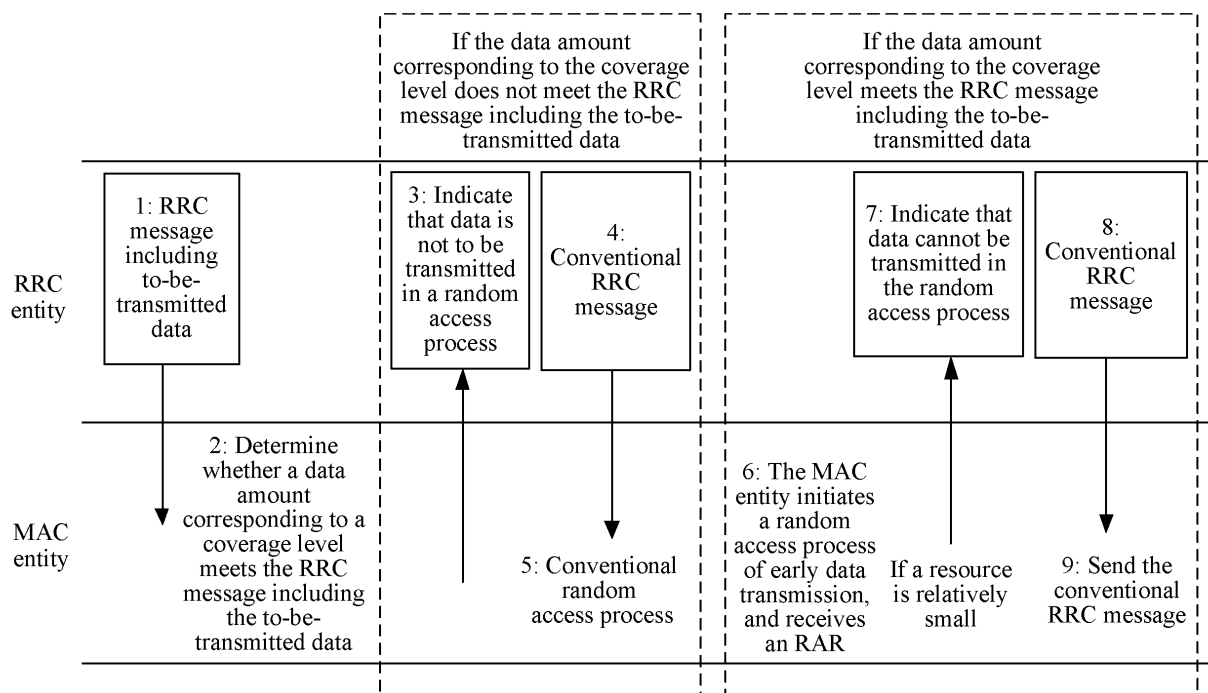 If the data amount
corresponding to the coverage
level does not meet the RRC
message including the to-be-
transmitted data
If the data amount
corresponding to the coverage
level meets the RRC message
including the to-be-
transmitted data
RRC
entity
1: RRC
message
including
to-be-
transmitted
data
3: Indicate
that data is
not to be
transmitted
in a random
access
process
4:
Conventional
RRC
message
7: Indicate that
data cannot be
transmitted in
the random
access process
8:
Conventional
RRC
message
MAC
entity
2: Determine
whether a data
amount
corresponding to a
coverage level
meets the RRC
message including
the to-be-
transmitted data
5: Conventional
random
access process
6: The MAC
entity initiates
a random
access process
of early data
transmission,
and receives
an RAR
If a resource
is relatively
small
9: Send the
conventional
RRC message